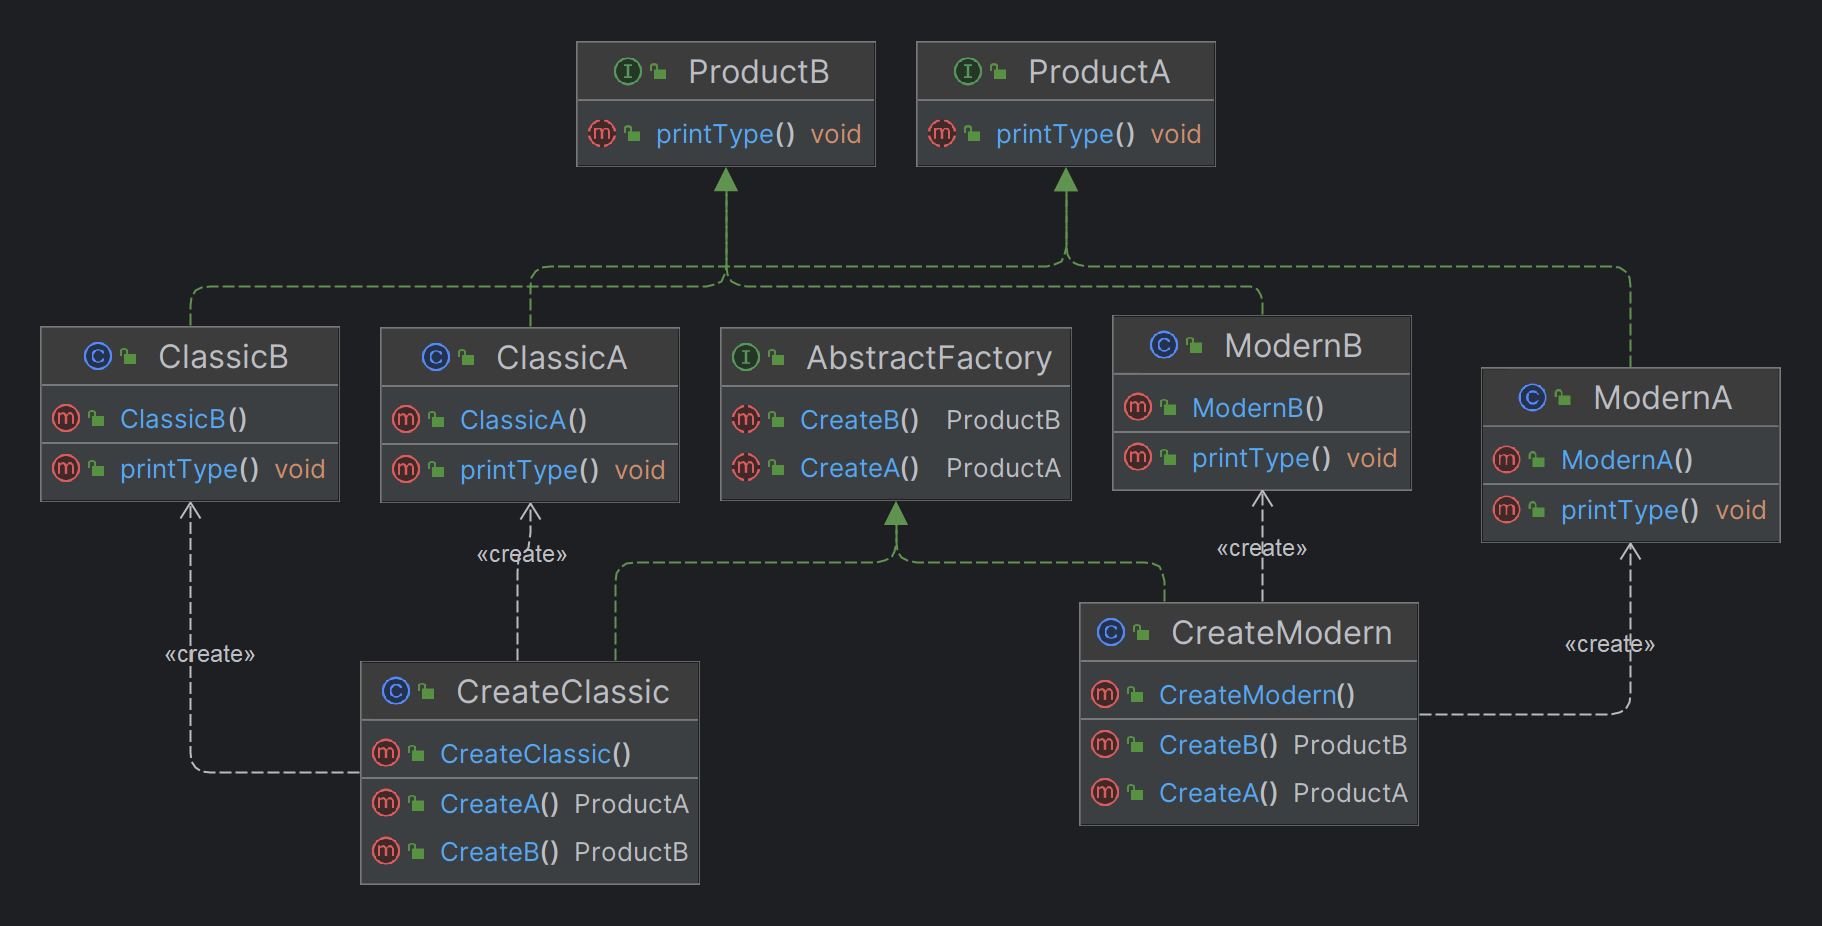 ProductB
printType() void
ProductA
printType() void
ClassicB
ClassicB()
printType() void
ClassicA
ClassicA()
printType() void
AbstractFactory
CreateB() ProductB
CreateA() ProductA
ModernB
ModernB()
printType() void
ModernA
ModernA()
printType() void
«create»
«create»
«create»
«create»
CreateClassic
CreateClassic()
CreateA() ProductA
CreateB() ProductB
CreateModern
CreateModern()
CreateB() ProductB
CreateA() ProductA